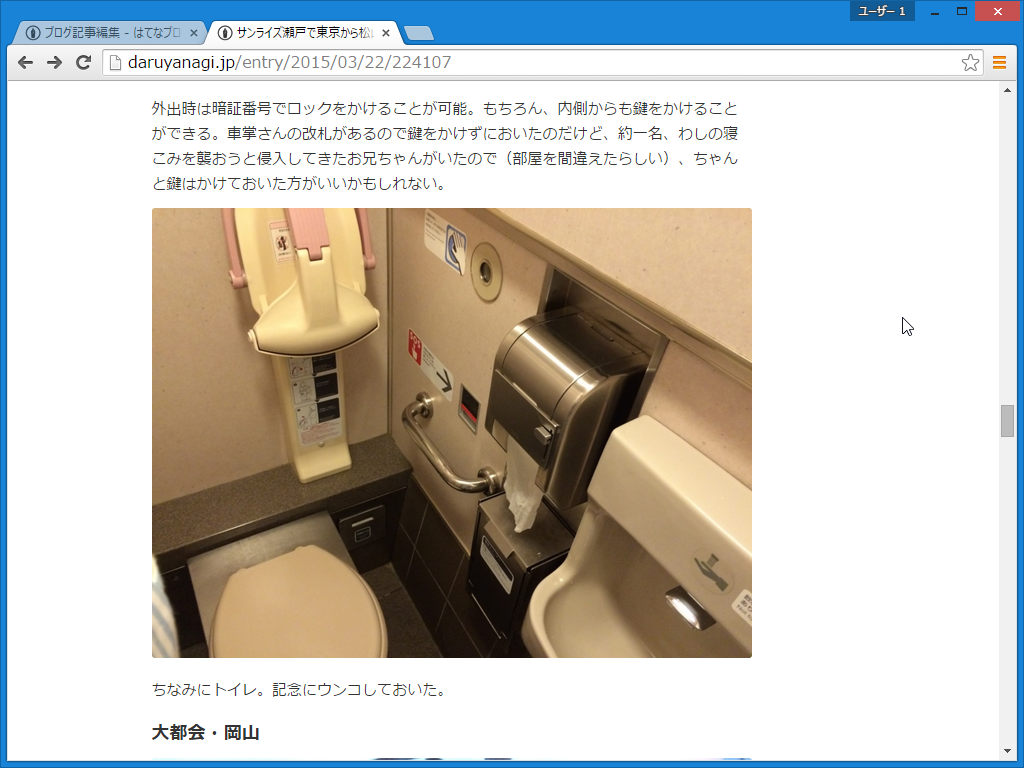 ユーザー 1
ブログ記事編集 - はてなブロ
サンライズ瀬戸で東京から松
daruyanagi.jp/entry/2015/03/22/224107
外出時は暗証番号でロックをかけることが可能。もちろん、内側からも鍵をかけること
ができる。車掌さんの改札があるので鍵をかけずにおいたのだけど、約一名、わしの寝
こみを襲おうと侵入してきたお兄ちゃんがいたので（部屋を間違えたらしい）、ちゃん
と鍵はかけておいた方がいいかもしれない。
ちなみにトイレ。記念にウンコしておいた。
大都会・岡山